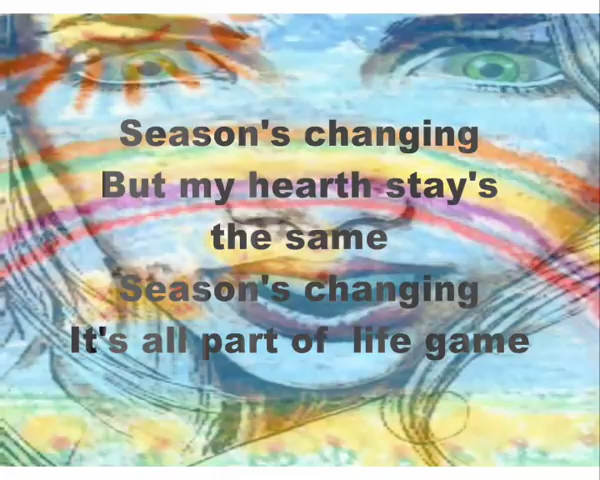 Season's changing
But my hearth stay's
the same
Season's changing
It's all part of life game